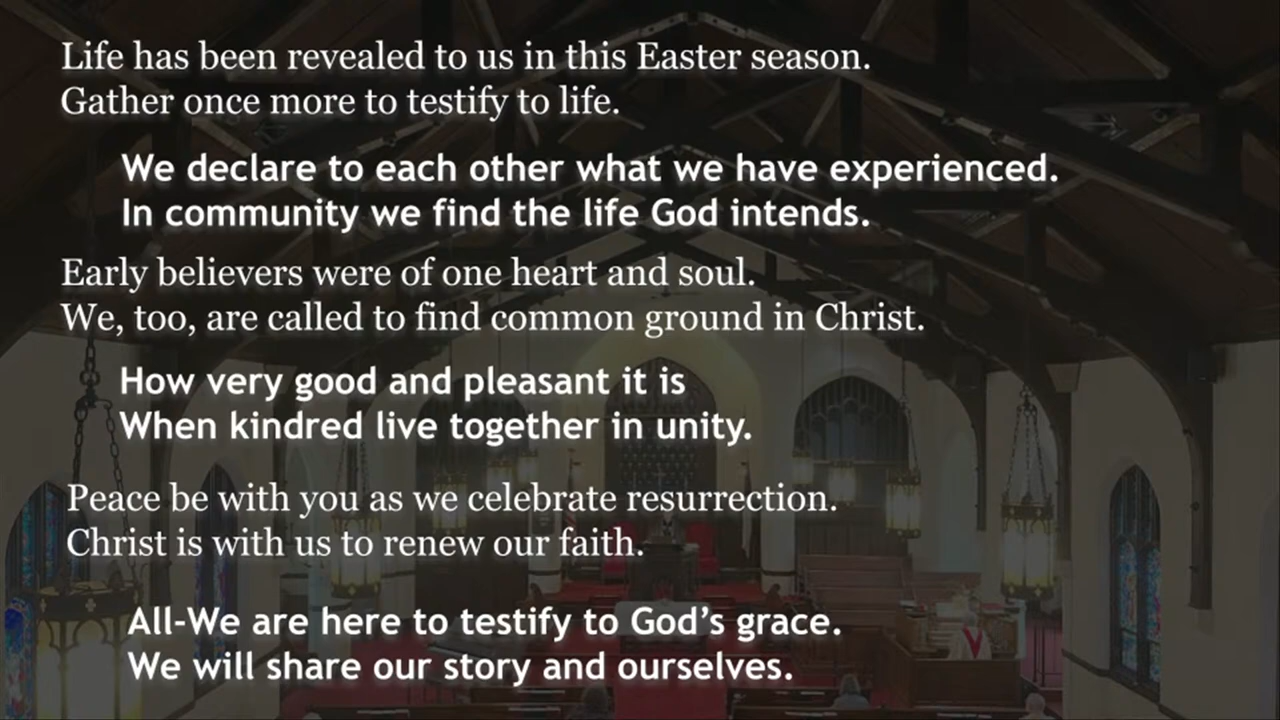 Life has been revealed to us in this Easter season.
Gather once more to testify to life.
We declare to each other what we have experienced.
In community we find the life God intends.
Early believers were of one heart and soul.
We, too, are called to find common ground in Christ.
How very good and pleasant it is
When kindred live together in unity.
Peace be with you as we celebrate resurrection.
Christ is with us to renew our faith.
All-We are here to testify to God’s grace.
We will share our story and ourselves.